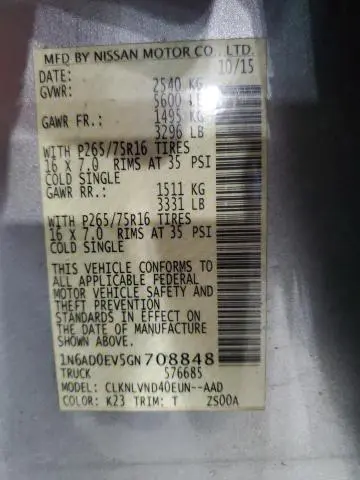 MFD BY NISSAN MOTOR CO., LTD.
DATE: 10/15
GVWR: 2540 KG
5600 LB
GAWR FR.: 1495 KG
3296 LB
WITH P265/75R16 TIRES
16 X 7.0 RIMS AT 35 PSI
COLD SINGLE
GAWR RR.: 1511 KG
3331 LB
WITH P265/75R16 TIRES
16 X 7.0 RIMS AT 35 PSI
COLD SINGLE
THIS VEHICLE CONFORMS TO
ALL APPLICABLE FEDERAL
MOTOR VEHICLE SAFETY AND
THEFT PREVENTION
STANDARDS IN EFFECT ON
THE DATE OF MANUFACTURE
SHOWN ABOVE.
1N6AD0EV5GN708848
TRUCK 576685
MODEL: CLKNLVND40EUN--AAD
COLOR: K23 TRIM: T ZS00A